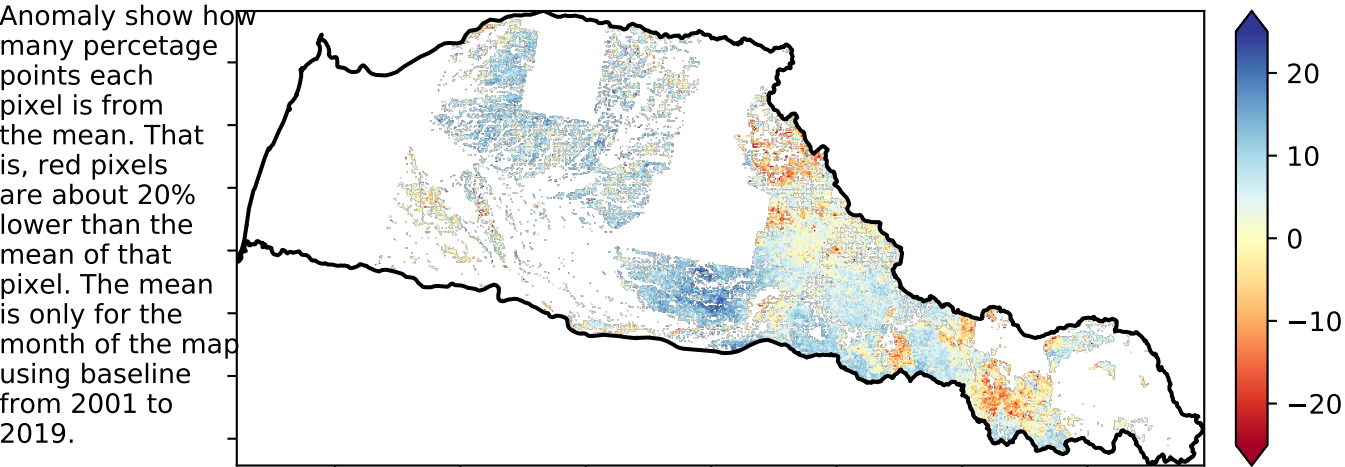 Anomaly show how
many percetage
points each
pixel is from
the mean. That
is, red pixels
are about 20%
lower than the
mean of that
pixel. The mean
is only for the
month of the map
using baseline
from 2001 to
2019.
20
10
0
−10
−20